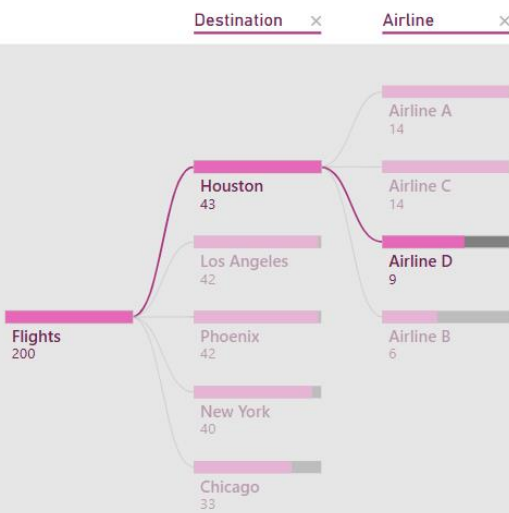 Destination ×
Airline ×
Airline A
14
Houston
43
Airline C
14
Los Angeles
42
Airline D
9
Flights
200
Phoenix
42
Airline B
6
New York
40
Chicago
33